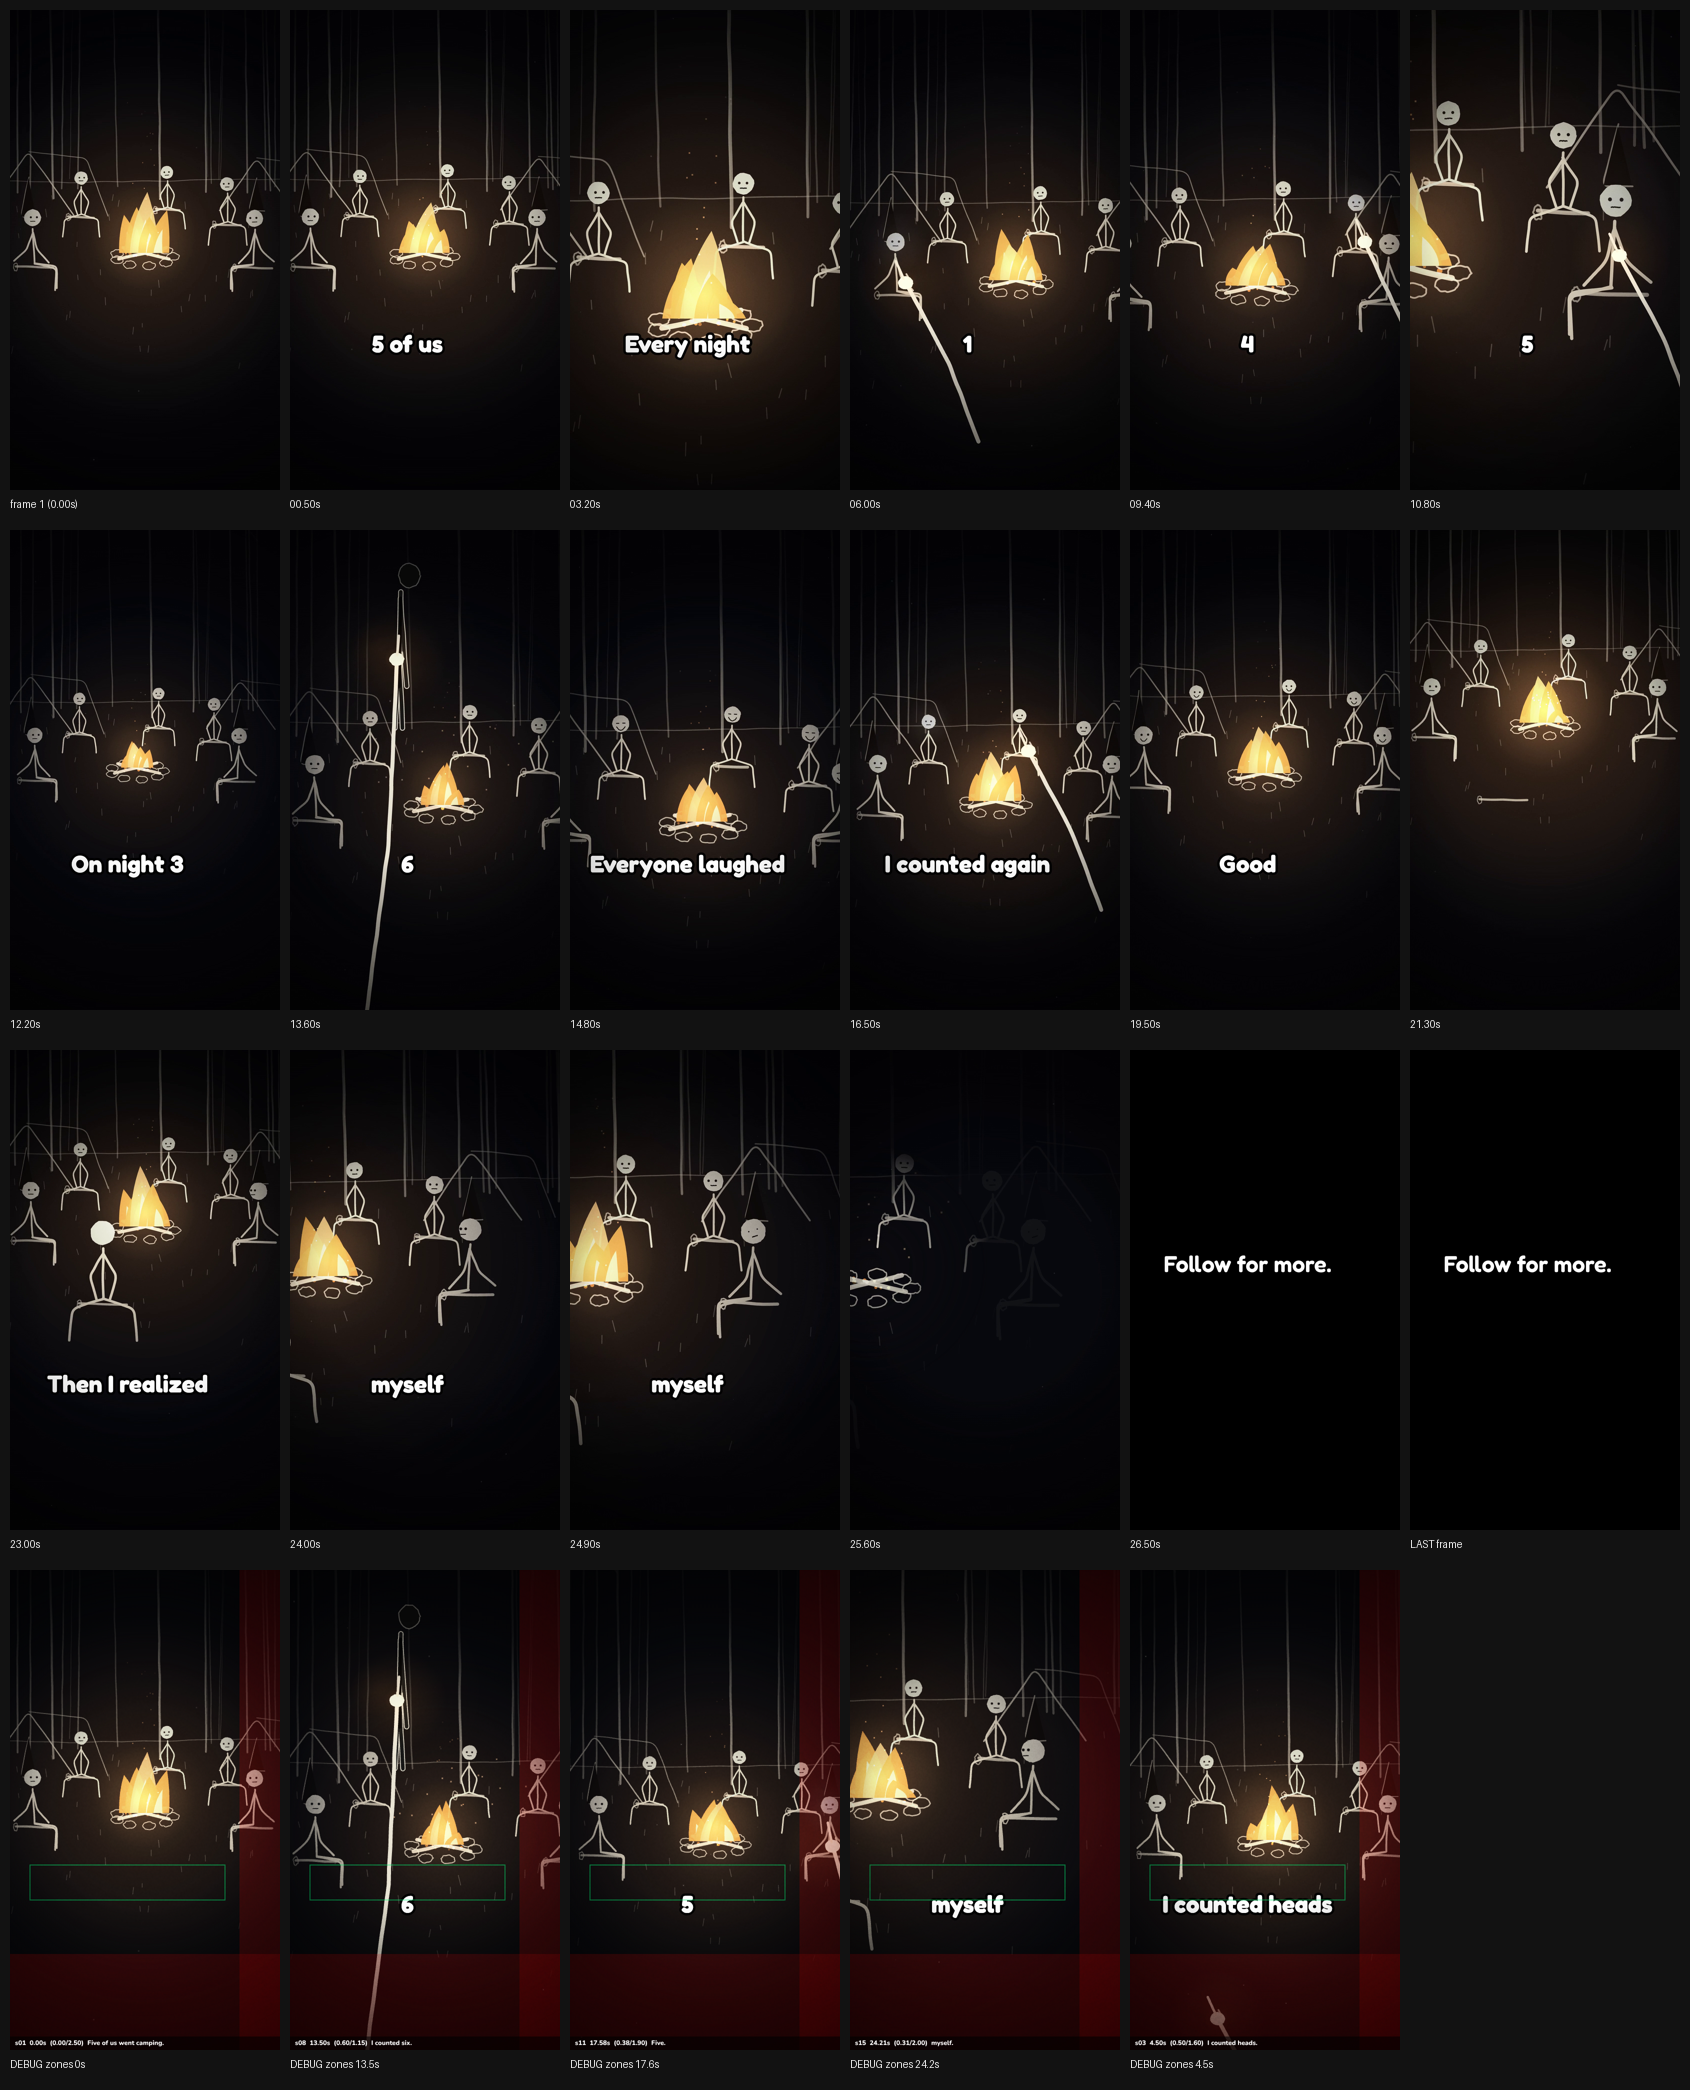 5 of us
Every night
1
4
5
frame 1 (0.00s)
00.50s
03.20s
06.00s
09.40s
10.80s
On night 3
6
Everyone laughed
I counted again
Good
12.20s
13.60s
14.80s
16.50s
19.50s
21.30s
Then I realized
myself
myself
Follow for more.
Follow for more.
23.00s
24.00s
24.90s
25.60s
26.50s
LAST frame
6
5
myself
I counted heads
s01 0.00s (0.00/2.50) Five of us went camping.
s08 13.50s (0.60/1.15) I counted six.
s11 17.58s (0.38/1.90) Five.
s15 24.21s (0.31/2.00) myself.
s03 4.50s (0.50/1.60) I counted heads.
DEBUG zones 0s
DEBUG zones 13.5s
DEBUG zones 17.6s
DEBUG zones 24.2s
DEBUG zones 4.5s